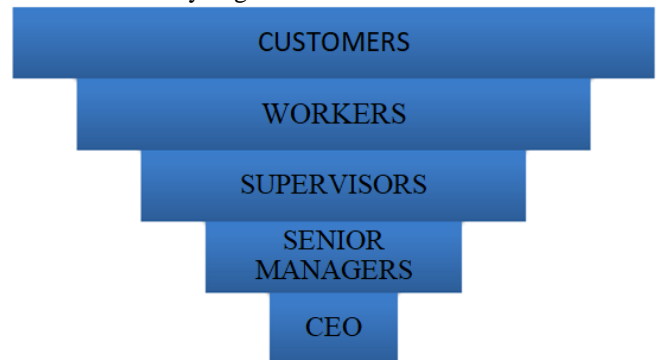 CUSTOMERS
WORKERS
SUPERVISORS
SENIOR
MANAGERS
CEO